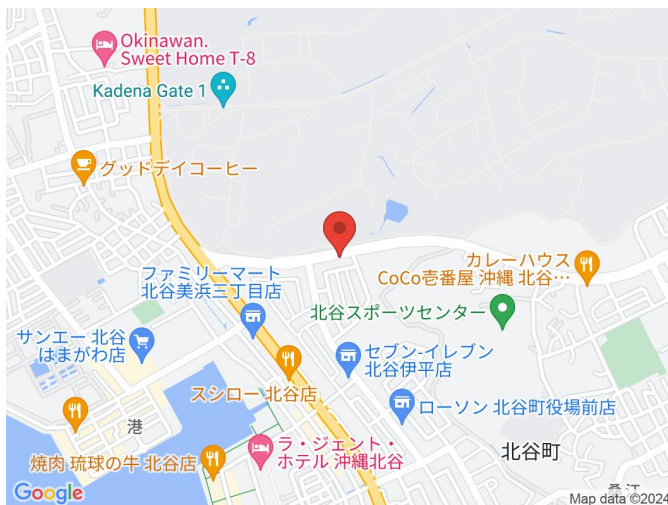 Okinawan.
Sweet Home T-8
Kadena Gate 1
グッドデイコーヒー
カレーハウス
CoCo壱番屋 沖縄 北谷…
ファミリーマート
北谷美浜三丁目店
北谷スポーツセンター
サンエー 北谷
はまがわ店
セブン-イレブン
北谷伊平店
スシロー 北谷店
ローソン 北谷町役場前店
港
ラ・ジェント・
ホテル 沖縄北谷
焼肉 琉球の牛 北谷店
北谷町
桑江
Google
Map data ©2024